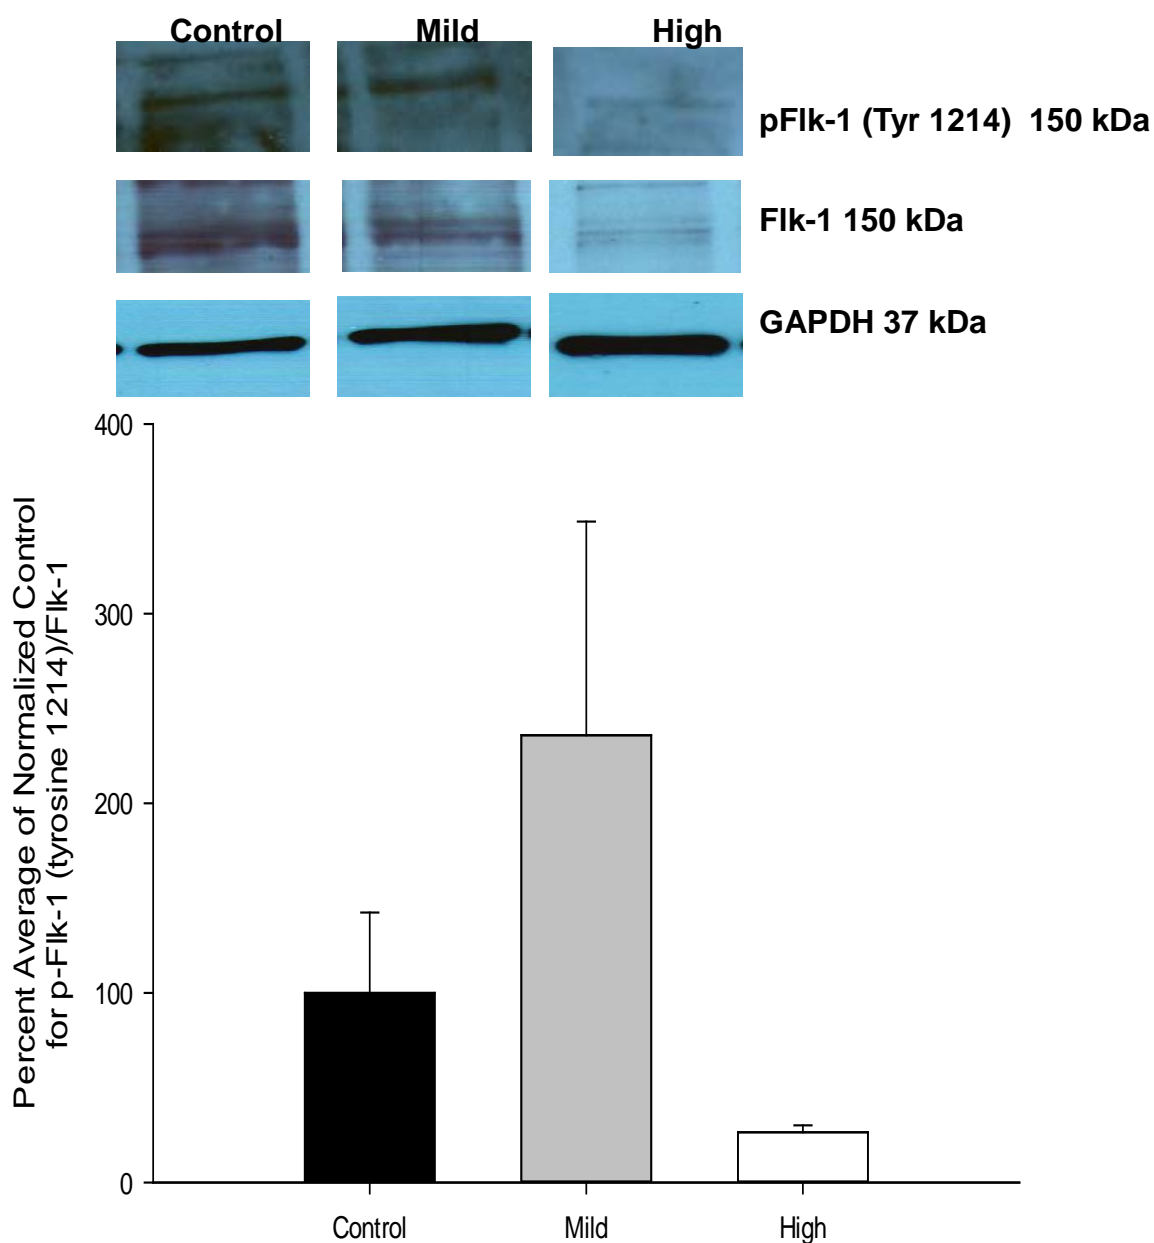 Control Mild High
pFlk-1 (Tyr 1214)  150 kDa
Flk-1 150 kDa
GAPDH 37 kDa
400
300
200
100
0
Percent Average of Normalized Control
for p-Flk-1 (tyrosine 1214)/Flk-1
Control Mild High